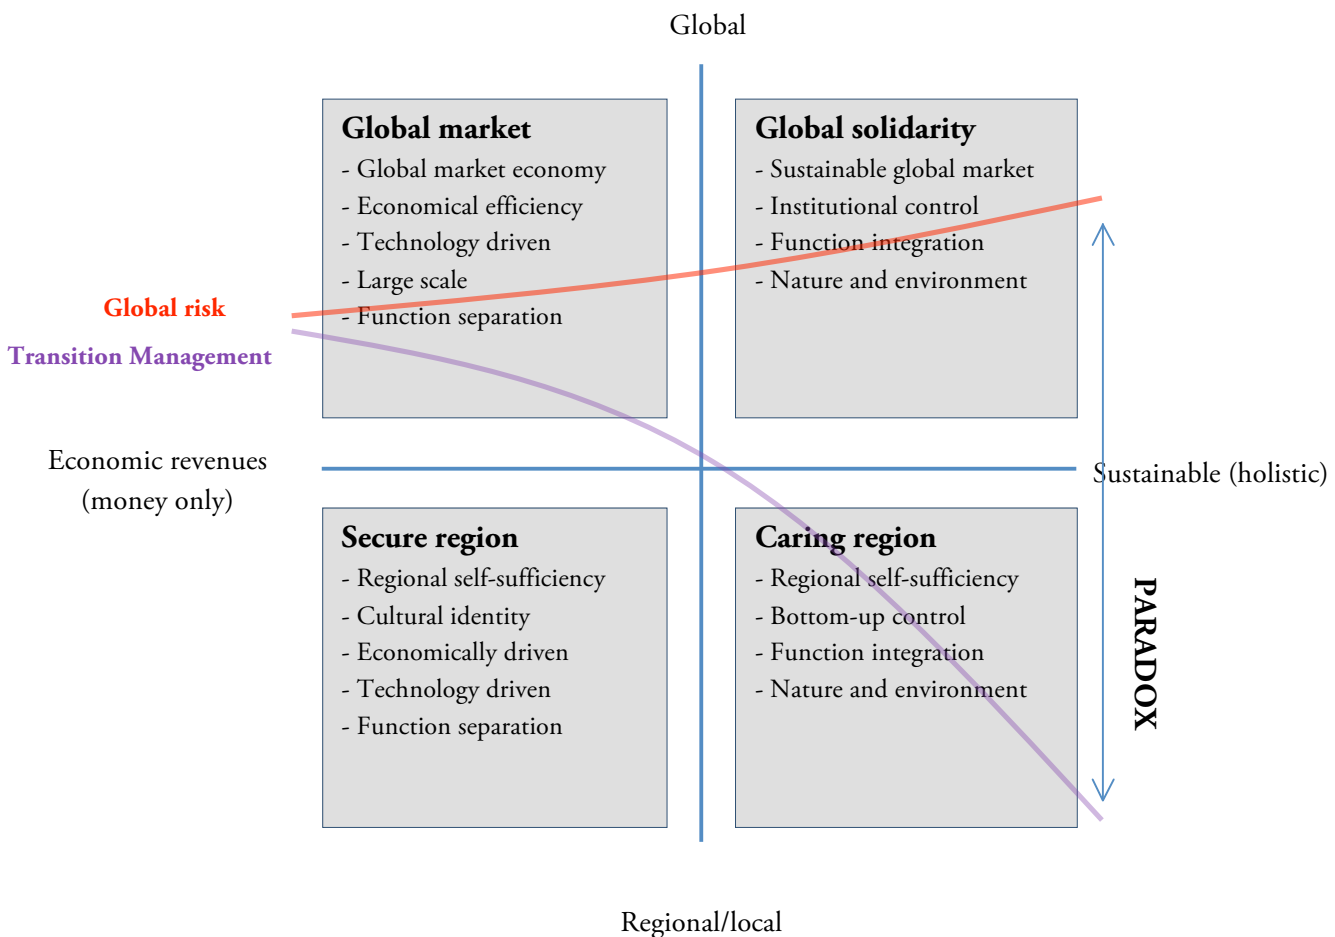 Global
Global market
- Global market economy
- Economical efficiency
- Technology driven
- Large scale
- Function separation
Global solidarity
- Sustainable global market
- Institutional control
- Function integration
- Nature and environment
Global risk
Transition Management
Economic revenues
(money only)
Sustainable (holistic)
Secure region
- Regional self-sufficiency
- Cultural identity
- Economically driven
- Technology driven
- Function separation
Caring region
- Regional self-sufficiency
- Bottom-up control
- Function integration
- Nature and environment
PARADOX
Regional/local